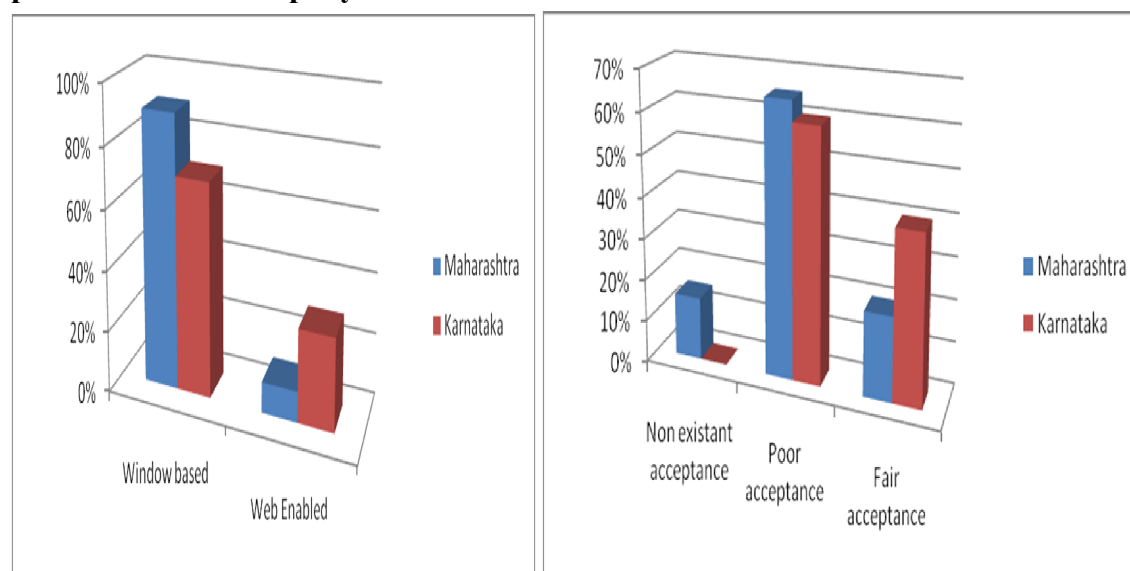 100%
80%
60%
40%
20%
0%
Window based
Web Enabled
Maharashtra
Karnataka
70%
60%
50%
40%
30%
20%
10%
0%
Non existant
acceptance
Poor
acceptance
Fair
acceptance
Maharashtra
Karnataka